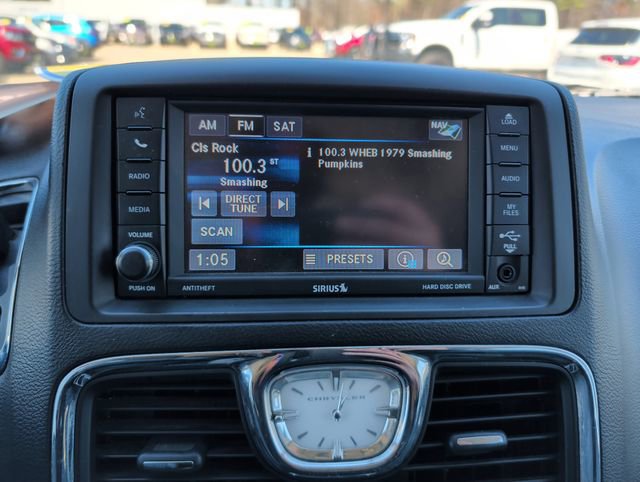 AM FM SAT NAV
Cls Rock
100.3 ST
Smashing
i 100.3 WHEB 1979 Smashing
Pumpkins
DIRECT
TUNE
SCAN
1:05 PRESETS i
RADIO
MEDIA
VOLUME
PUSH ON
LOAD
MENU
AUDIO
MY
FILES
PULL
AUX
ANTITHEFT SIRIUS HARD DISC DRIVE
CHRYSLER